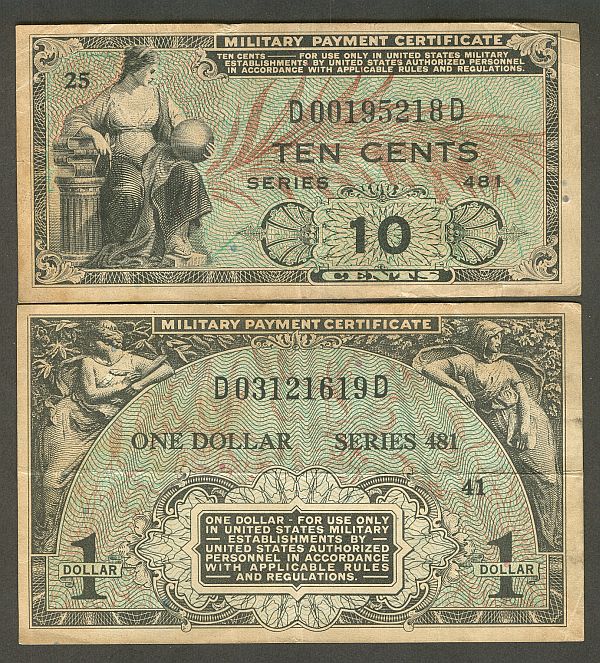 MILITARY PAYMENT CERTIFICATE
TEN CENTS — FOR USE ONLY IN UNITED STATES MILITARY
ESTABLISHMENTS BY UNITED STATES AUTHORIZED PERSONNEL
IN ACCORDANCE WITH APPLICABLE RULES AND REGULATIONS.
25
D00195218D
TEN CENTS
SERIES 481
10
CENTS
MILITARY PAYMENT CERTIFICATE
D03121619D
ONE DOLLAR SERIES 481
41
ONE DOLLAR - FOR USE ONLY
IN UNITED STATES MILITARY
— ESTABLISHMENTS BY —
UNITED STATES AUTHORIZED
PERSONNEL IN ACCORDANCE
WITH APPLICABLE RULES
— AND REGULATIONS. —
1 1
DOLLAR DOLLAR